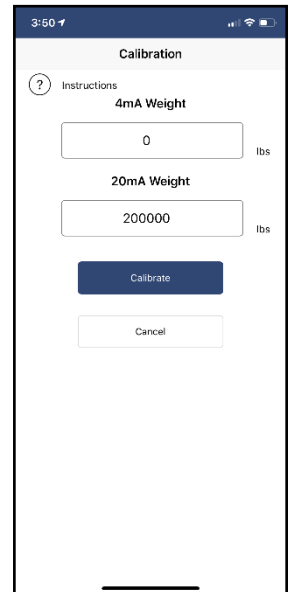 3:50
Calibration
? Instructions
4mA Weight
0 lbs
20mA Weight
200000 lbs
Calibrate
Cancel